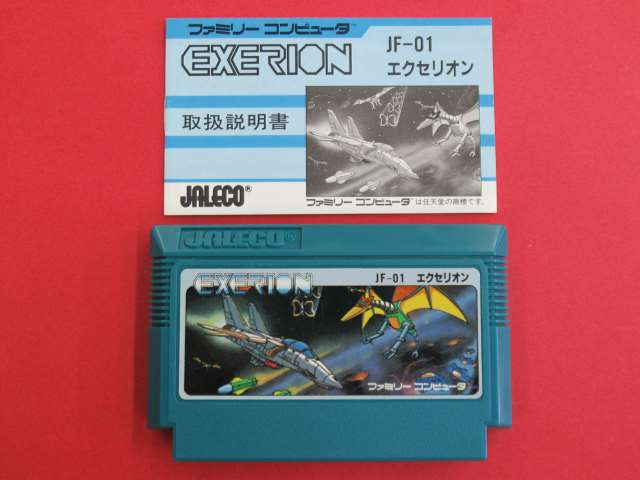 ファミリー コンピュータ™
EXERION
JF-01
エクセリオン
取扱説明書
JALECO®
ファミリー コンピュータは任天堂の商標です。
JALECO®
EXERION
JF-01 エクセリオン
ファミリー コンピュータ